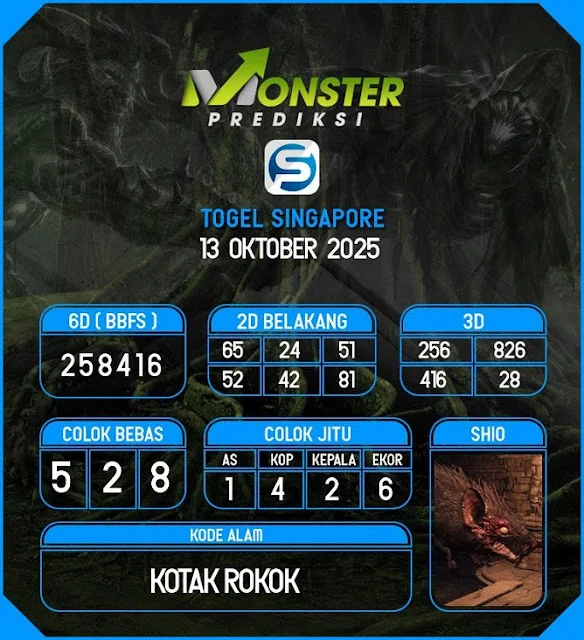 MONSTER
PREDIKSI
S
TOGEL SINGAPORE
13 OKTOBER 2025
6D ( BBFS )
258416
2D BELAKANG
65 24 51
52 42 81
3D
256 826
416 28
COLOK BEBAS
5 2 8
COLOK JITU
AS KOP KEPALA EKOR
1 4 2 6
SHIO
KODE ALAM
KOTAK ROKOK